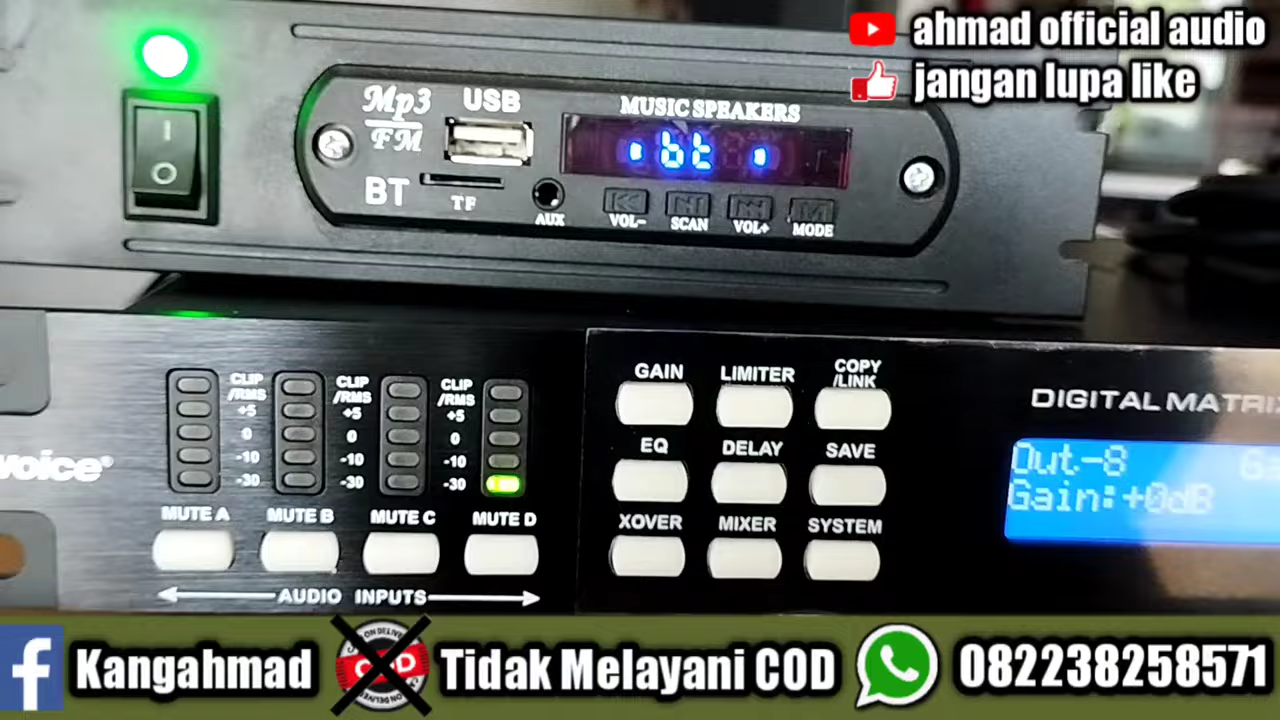 ahmad official audio
jangan lupa like
Mp3
FM
USB
MUSIC SPEAKERS
bt
BT
TF
AUX
VOL-
SCAN
VOL+
MODE
I
O
CLIP /RMS
+5
0
-10
-30
CLIP /RMS
+5
0
-10
-30
CLIP /RMS
+5
0
-10
-30
voice®
MUTE A
MUTE B
MUTE C
MUTE D
AUDIO INPUTS
GAIN
LIMITER
COPY
/LINK
EQ
DELAY
SAVE
XOVER
MIXER
SYSTEM
DIGITAL MATRIX
Out-8
Gain:+0dB
Kangahmad
COD
Tidak Melayani COD
082238258571